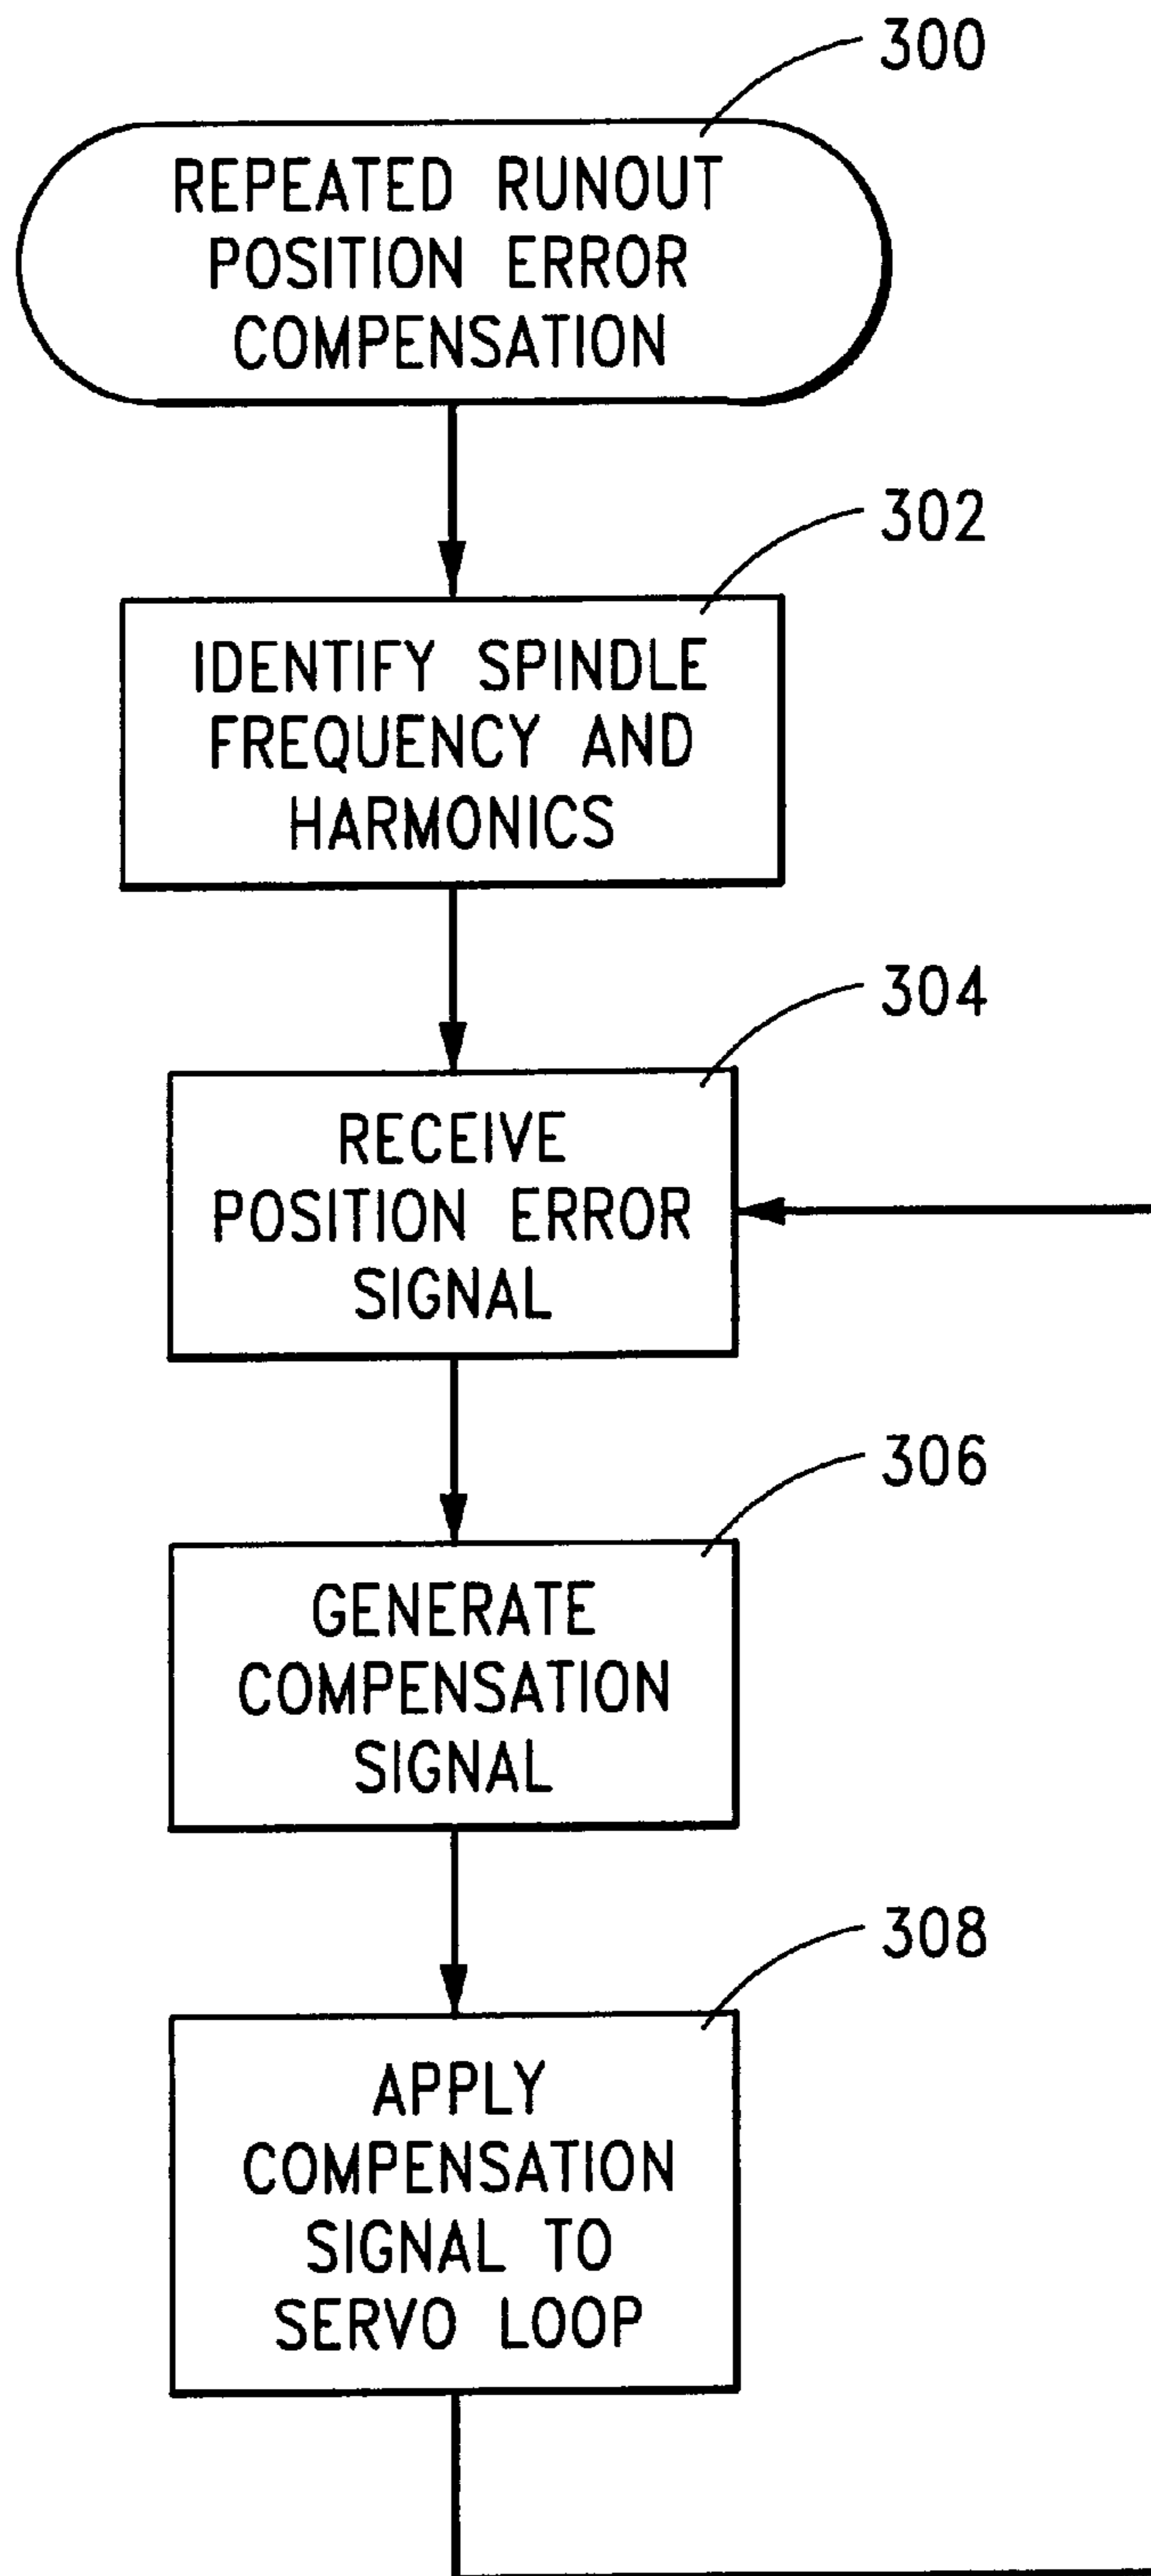 300
REPEATED RUNOUT
POSITION ERROR
COMPENSATION
302
IDENTIFY SPINDLE
FREQUENCY AND
HARMONICS
304
RECEIVE
POSITION ERROR
SIGNAL
306
GENERATE
COMPENSATION
SIGNAL
308
APPLY
COMPENSATION
SIGNAL TO
SERVO LOOP